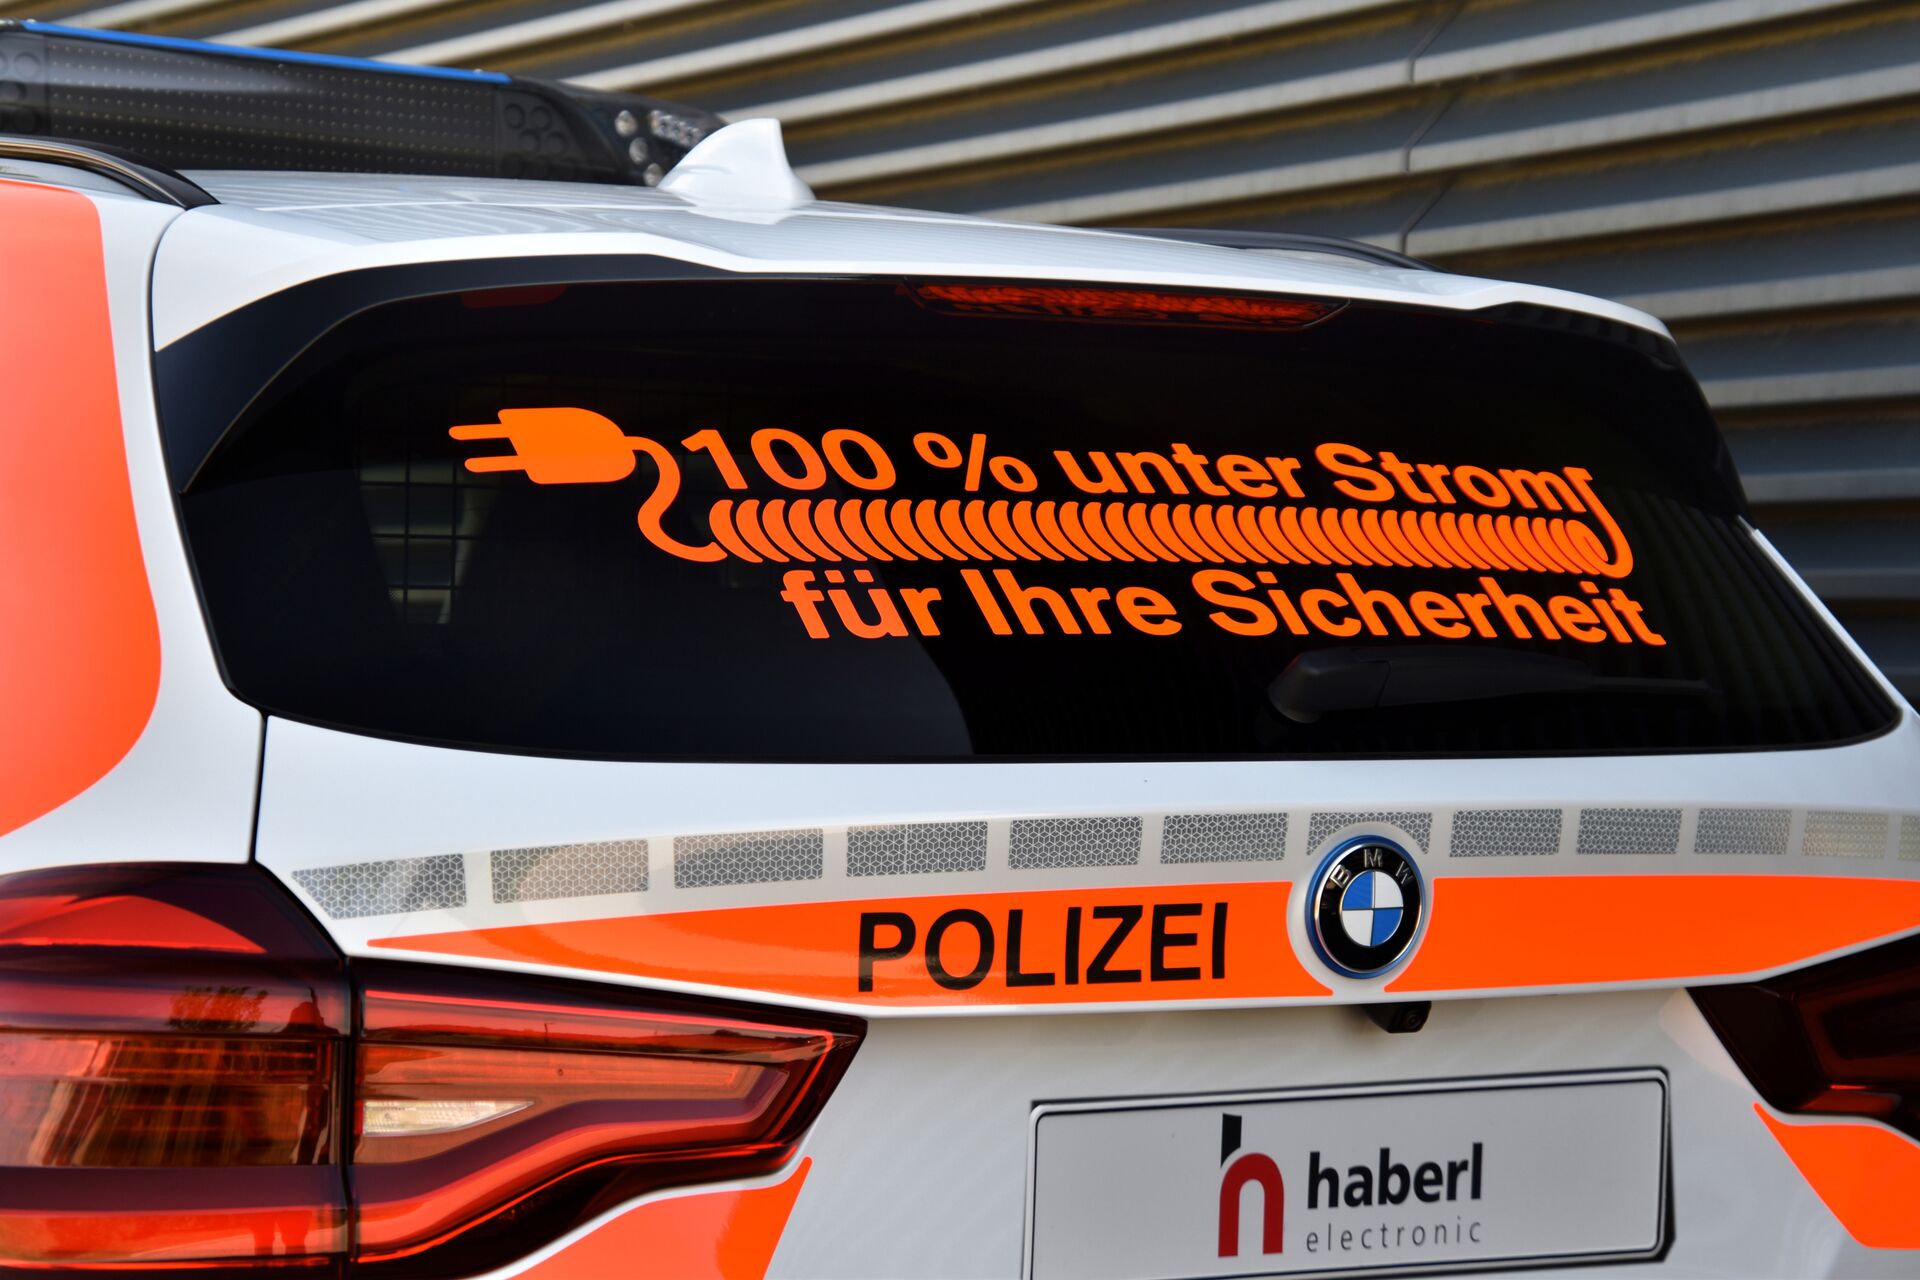 100 % unter Strom
für Ihre Sicherheit
POLIZEI
BMW
haberl
electronic